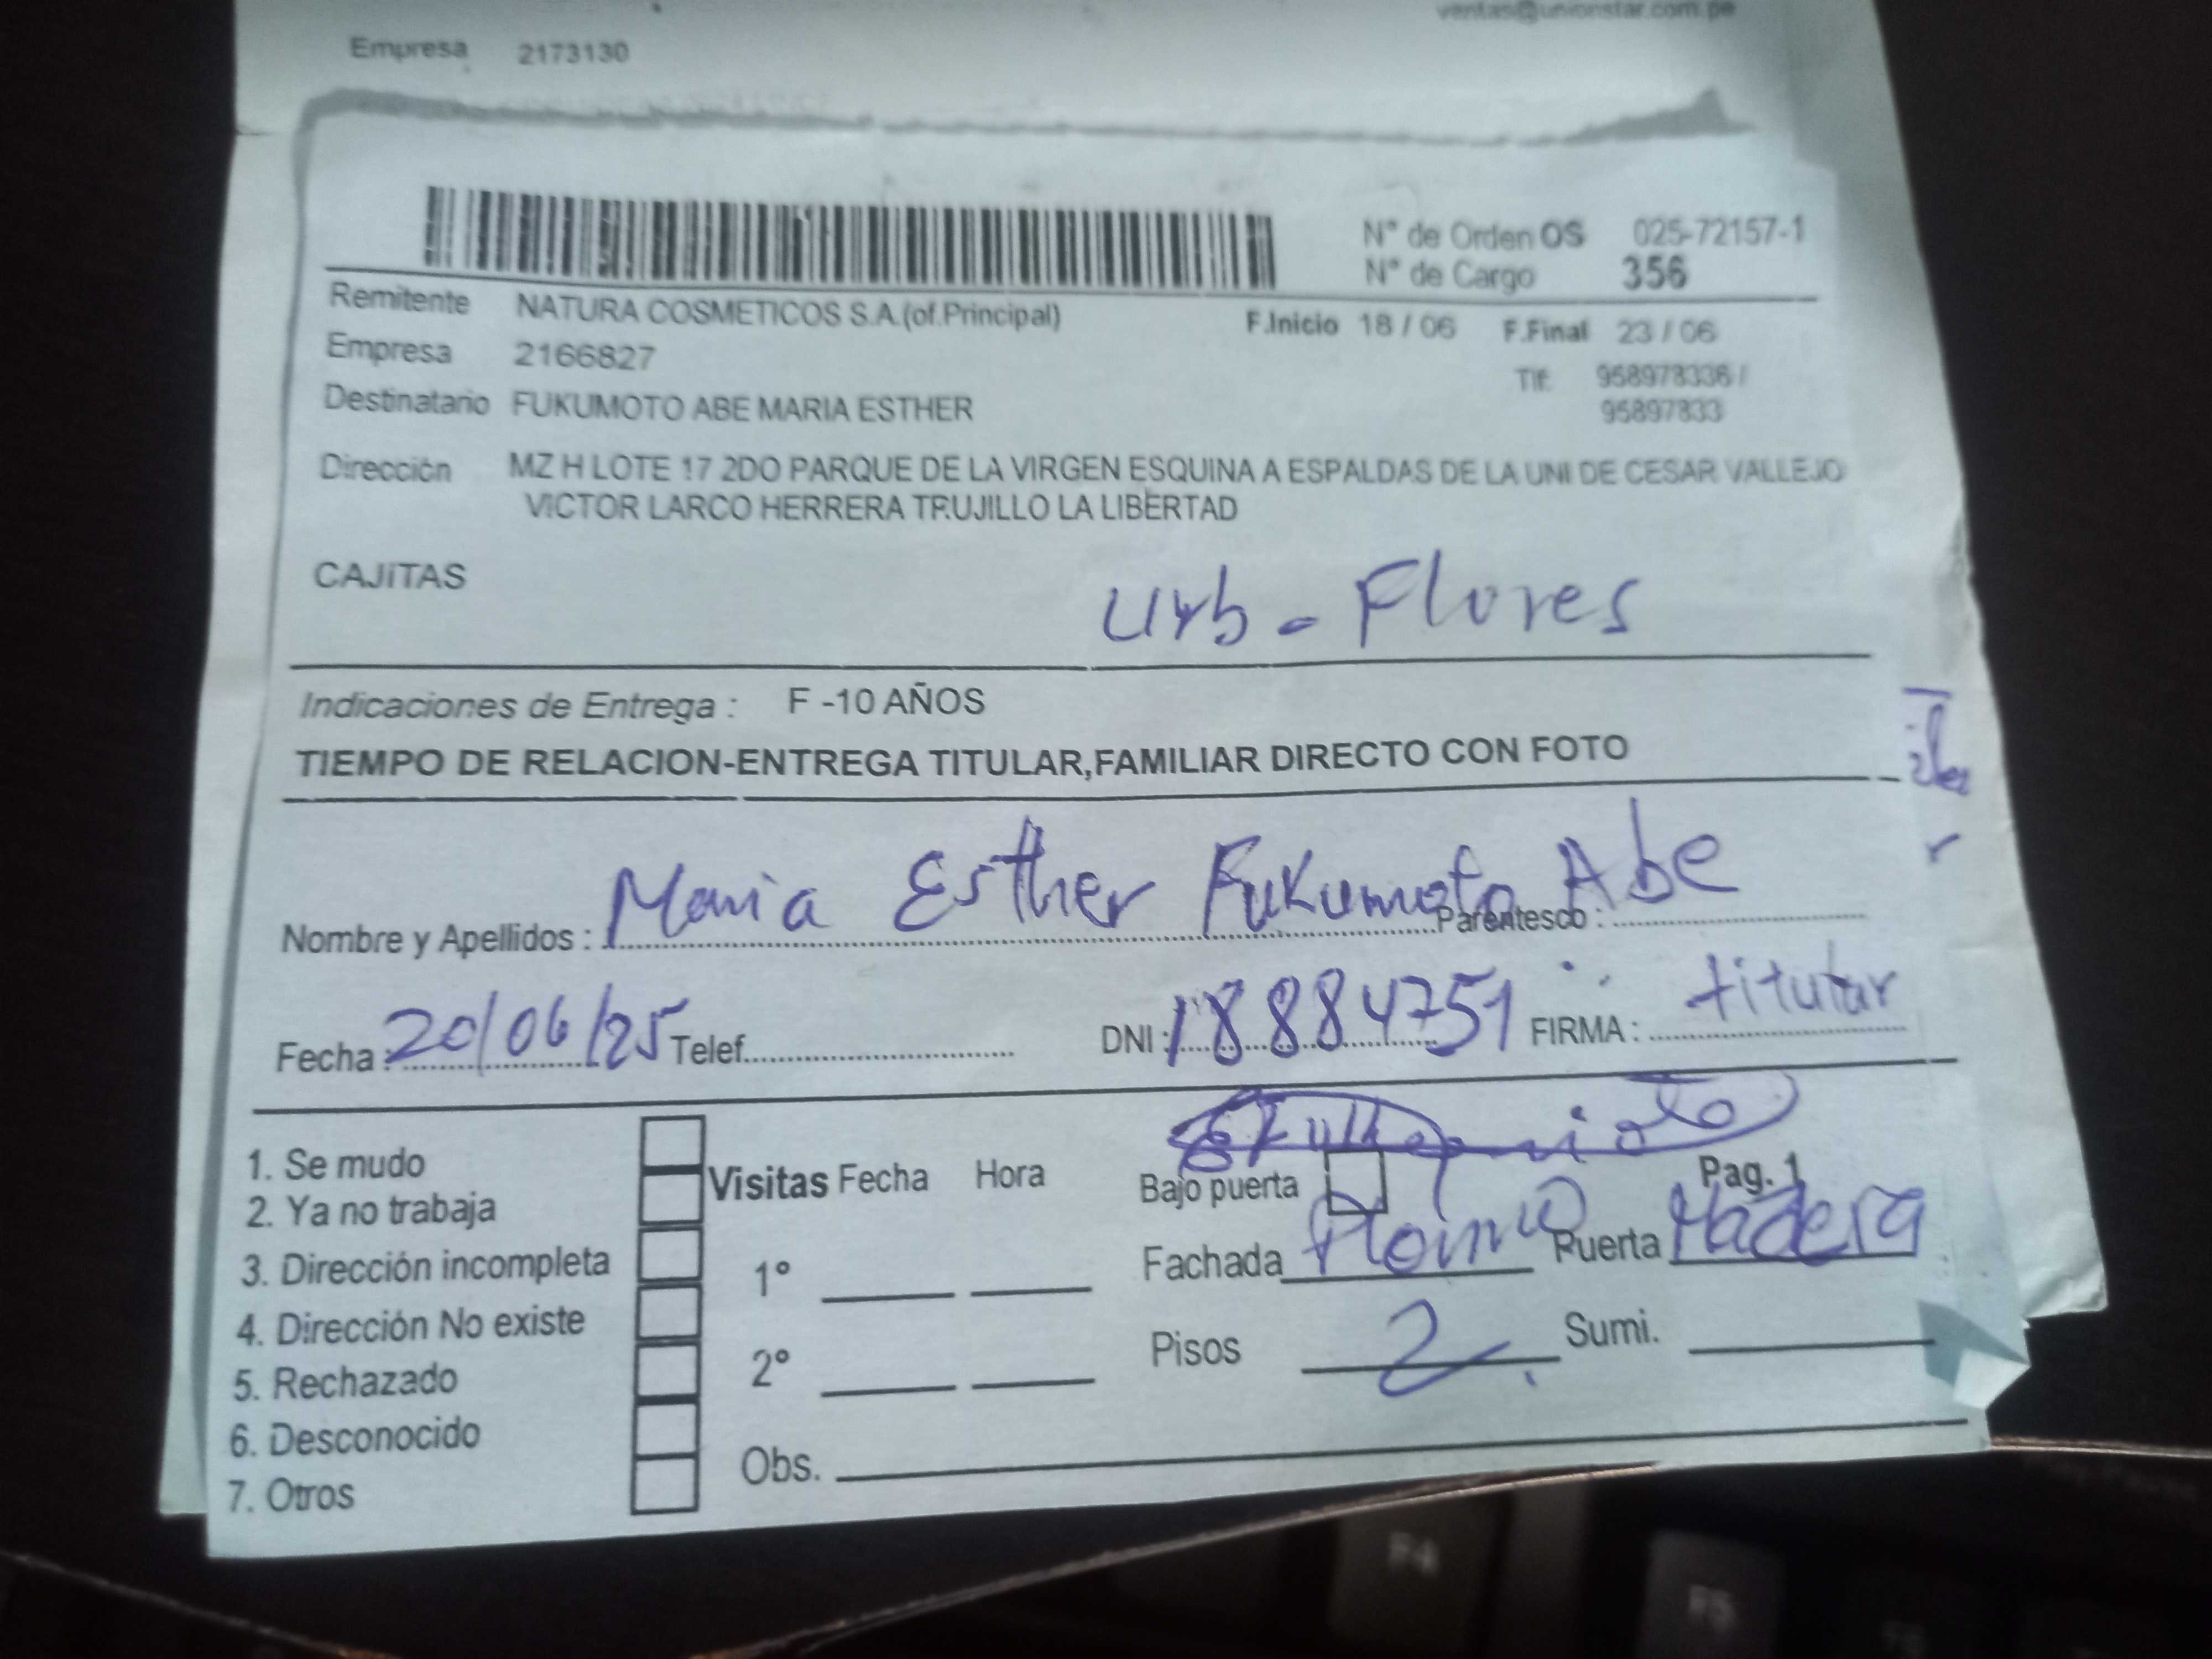 ventas@unionstar.com.pe
Empresa 2173130
N° de Orden OS 025-72157-1
N° de Cargo 356
Remitente NATURA COSMETICOS S.A.(of.Principal) F.Inicio 18 / 06 F.Final 23 / 06
Empresa 2166827
Tlf: 958978336 /
95897833
Destinatario FUKUMOTO ABE MARIA ESTHER
Dirección MZ H LOTE 17 2DO PARQUE DE LA VIRGEN ESQUINA A ESPALDAS DE LA UNI DE CESAR VALLEJO
VICTOR LARCO HERRERA TRUJILLO LA LIBERTAD
CAJITAS
Urb - Flores
Indicaciones de Entrega : F -10 AÑOS
TIEMPO DE RELACION-ENTREGA TITULAR,FAMILIAR DIRECTO CON FOTO
Nombre y Apellidos : Maria Esther Fukumoto Abe Parentesco :
Fecha : 20/06/25 Telef. DNI : 18884751 FIRMA : titular
1. Se mudo
2. Ya no trabaja
3. Dirección incompleta
4. Dirección No existe
5. Rechazado
6. Desconocido
7. Otros
Visitas Fecha Hora
1°
2°
Obs.
Bajo puerta Pag. 1
Fachada Puerta Madera
Pisos 2 Sumi.
F4
F5